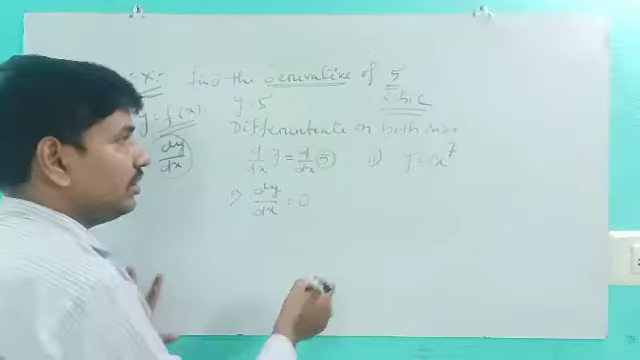 :x:- find the derivative of 5
y = f(x) y = 5 a, b, c
Differentiate on both sides
dy/dx d/dx y = d/dx 5 ii) y = x^7
=> dy/dx = 0